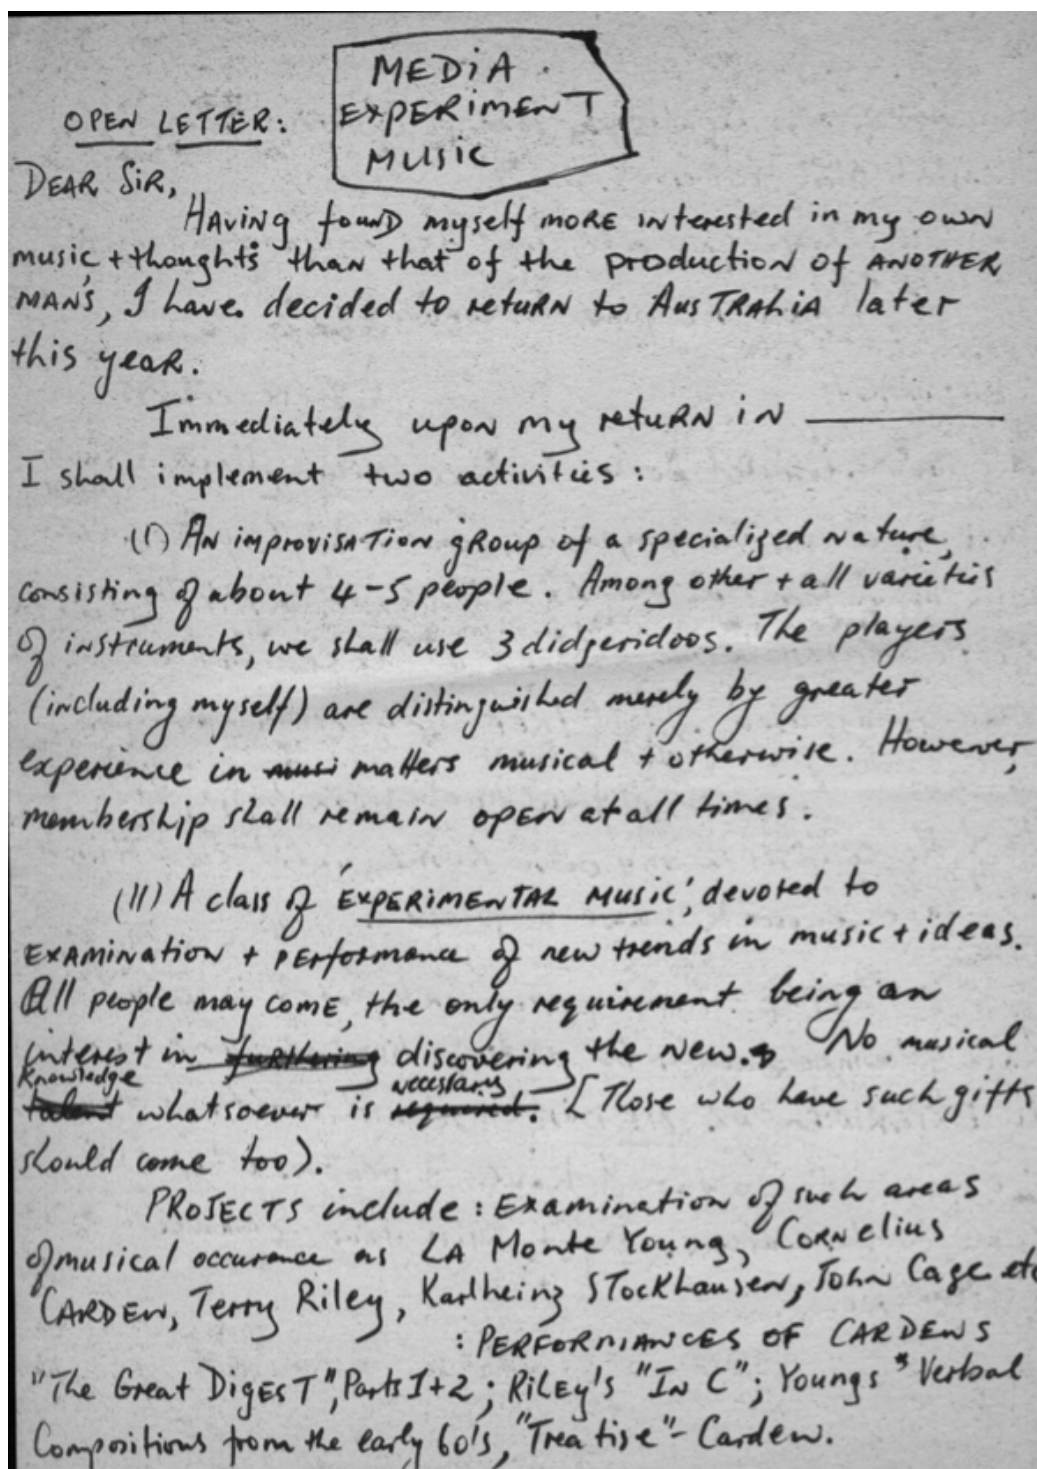 MEDIA
EXPERIMENT
MUSIC
OPEN LETTER:
DEAR SIR,
HAVING found myself more interested in my own
music + thoughts than that of the production of ANOTHER
MAN'S, I have decided to return to AUSTRALIA later
this year.
Immediately upon my return in ————
I shall implement two activities:
(I) An improvisation group of a specialized nature,
consisting of about 4-5 people. Among other + all varieties
of instruments, we shall use 3 didgeridoos. The players
(including myself) are distinguished merely by greater
experience in musi matters musical + otherwise. However,
membership shall remain open at all times.
(II) A class of 'EXPERIMENTAL MUSIC', devoted to
EXAMINATION + performance of new trends in music + ideas.
All people may come, the only requirement being an
interest in furthering discovering the new. No musical
knowledge necessary
talent whatsoever is required. [Those who have such gifts
should come too).
PROJECTS include: Examination of such areas
of musical occurance as LA Monte Young, Cornelius
CARDEW, Terry Riley, Karlheinz Stockhausen, John Cage etc
: PERFORMANCES OF CARDEWS
"The Great Digest", Parts 1+2; Riley's "In C"; Youngs "Verbal
Compositions from the early 60's, "Treatise" - Cardew.